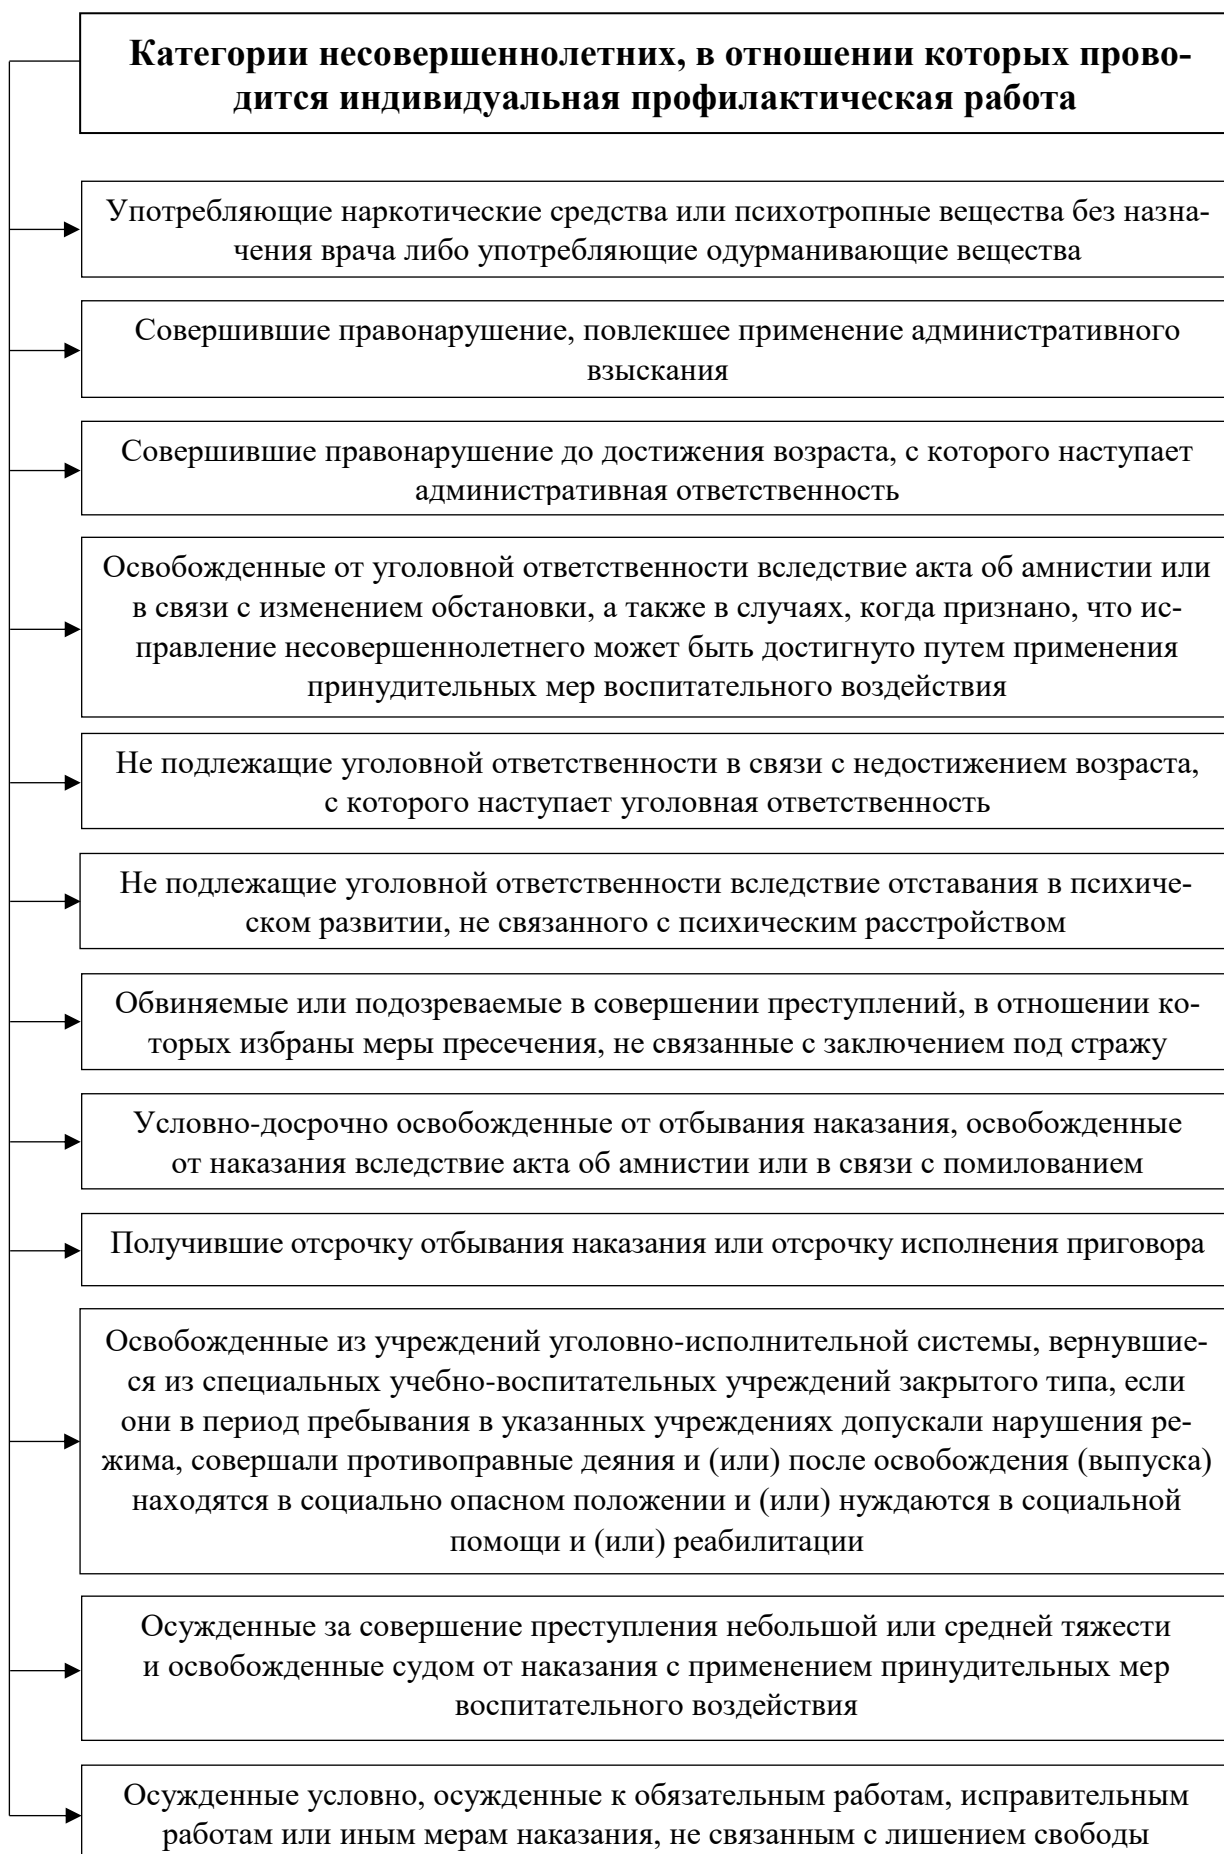 Категории несовершеннолетних, в отношении которых прово-
дится индивидуальная профилактическая работа
Употребляющие наркотические средства или психотропные вещества без назна-
чения врача либо употребляющие одурманивающие вещества
Совершившие правонарушение, повлекшее применение административного
взыскания
Совершившие правонарушение до достижения возраста, с которого наступает
административная ответственность
Освобожденные от уголовной ответственности вследствие акта об амнистии или
в связи с изменением обстановки, а также в случаях, когда признано, что ис-
правление несовершеннолетнего может быть достигнуто путем применения
принудительных мер воспитательного воздействия
Не подлежащие уголовной ответственности в связи с недостижением возраста,
с которого наступает уголовная ответственность
Не подлежащие уголовной ответственности вследствие отставания в психиче-
ском развитии, не связанного с психическим расстройством
Обвиняемые или подозреваемые в совершении преступлений, в отношении ко-
торых избраны меры пресечения, не связанные с заключением под стражу
Условно-досрочно освобожденные от отбывания наказания, освобожденные
от наказания вследствие акта об амнистии или в связи с помилованием
Получившие отсрочку отбывания наказания или отсрочку исполнения приговора
Освобожденные из учреждений уголовно-исполнительной системы, вернувшие-
ся из специальных учебно-воспитательных учреждений закрытого типа, если
они в период пребывания в указанных учреждениях допускали нарушения ре-
жима, совершали противоправные деяния и (или) после освобождения (выпуска)
находятся в социально опасном положении и (или) нуждаются в социальной
помощи и (или) реабилитации
Осужденные за совершение преступления небольшой или средней тяжести
и освобожденные судом от наказания с применением принудительных мер
воспитательного воздействия
Осужденные условно, осужденные к обязательным работам, исправительным
работам или иным мерам наказания, не связанным с лишением свободы